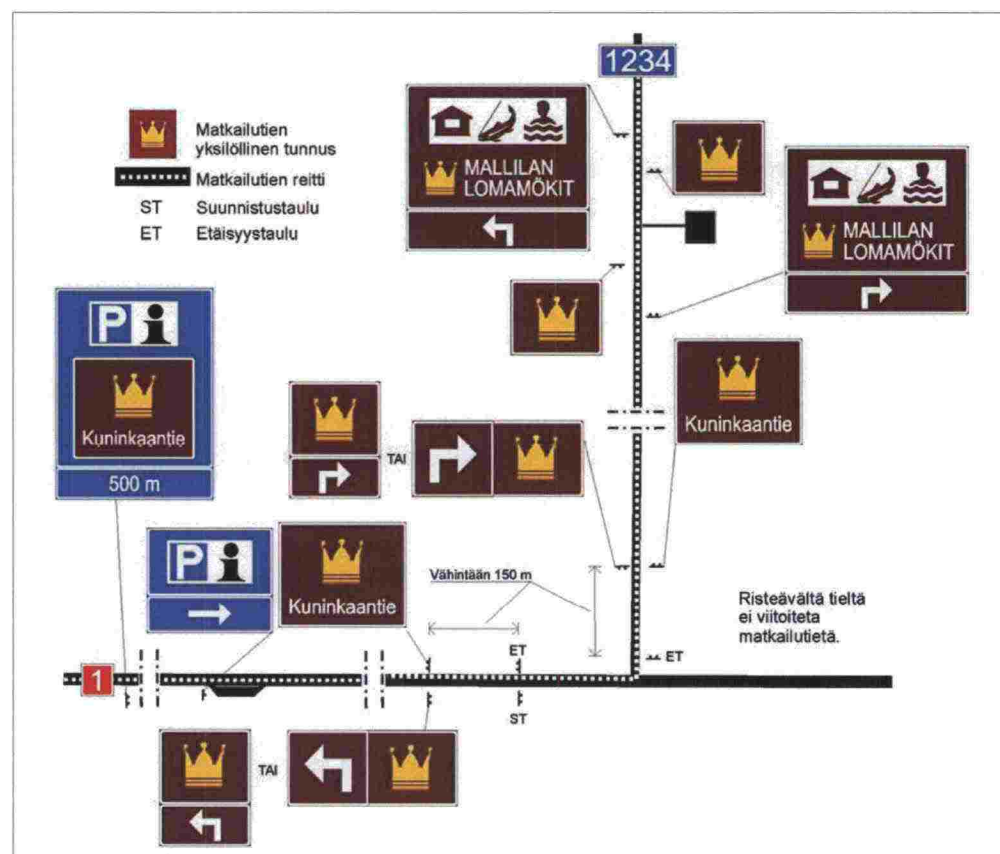 1234
Matkailutien
yksilöllinen tunnus
Matkailutien reitti
ST Suunnistustaulu
ET Etäisyystaulu
MALLILAN
LOMAMÖKIT
MALLILAN
LOMAMÖKIT
P i
Kuninkaantie
500 m
TAI
Kuninkaantie
P i
Kuninkaantie
Vähintään 150 m
Risteävältä tieltä
ei viitoiteta
matkailutietä.
ET
ET
1
ST
TAI